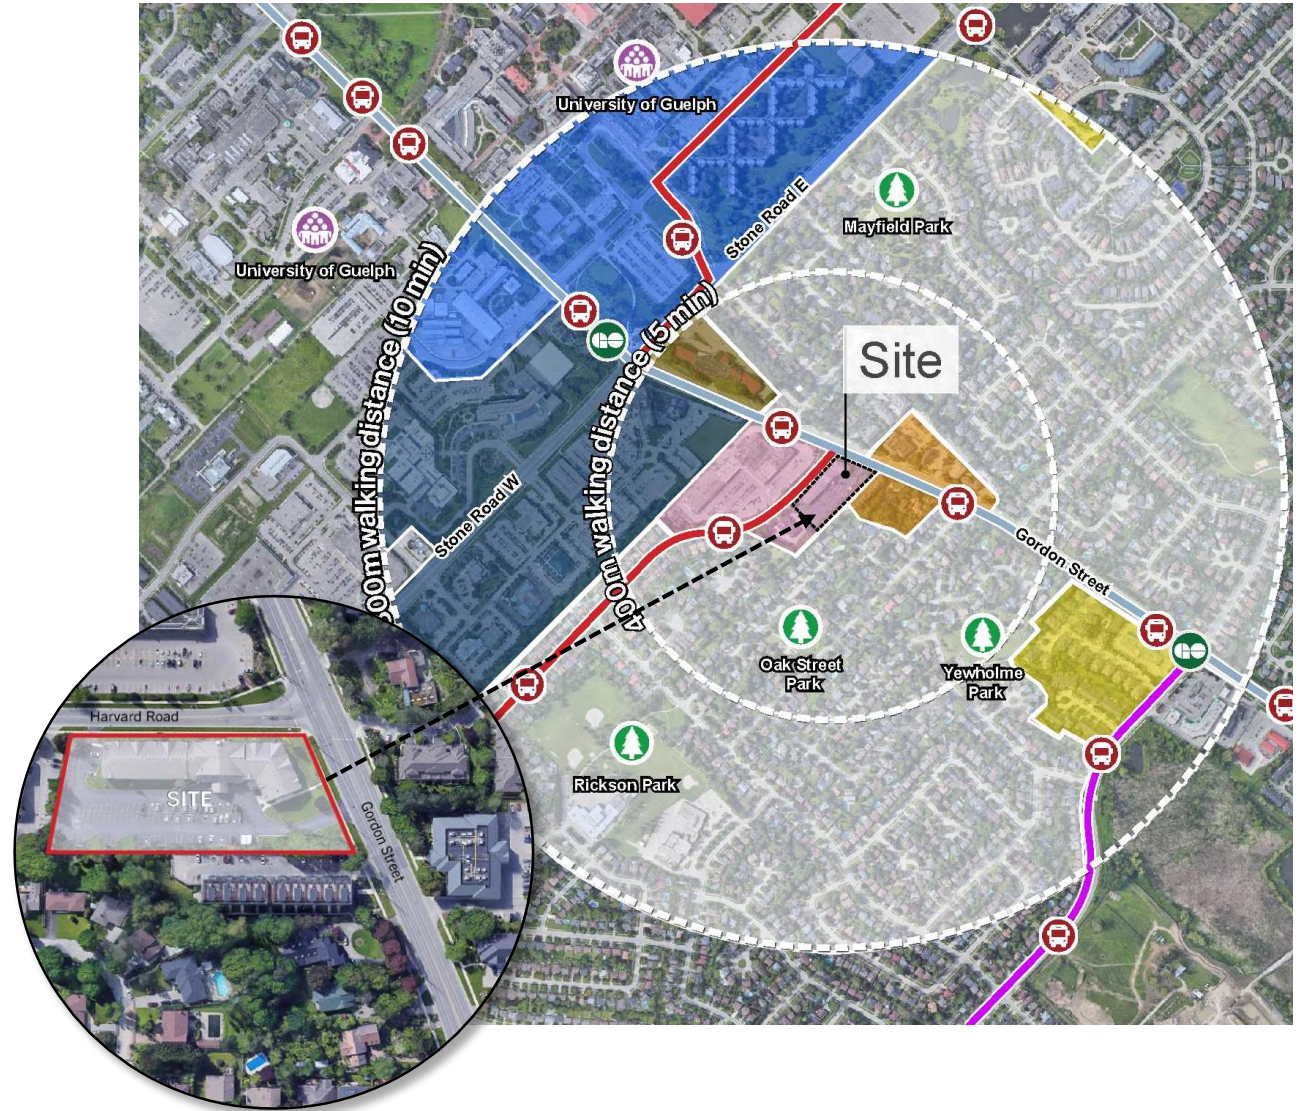 University of Guelph
University of Guelph
Mayfield Park
Stone Road E
400m walking distance (5 min)
00m walking distance (10 min)
Site
Stone Road W
Gordon Street
Oak Street
Park
Yewholme
Park
Rickson Park
Harvard Road
SITE
Gordon Street